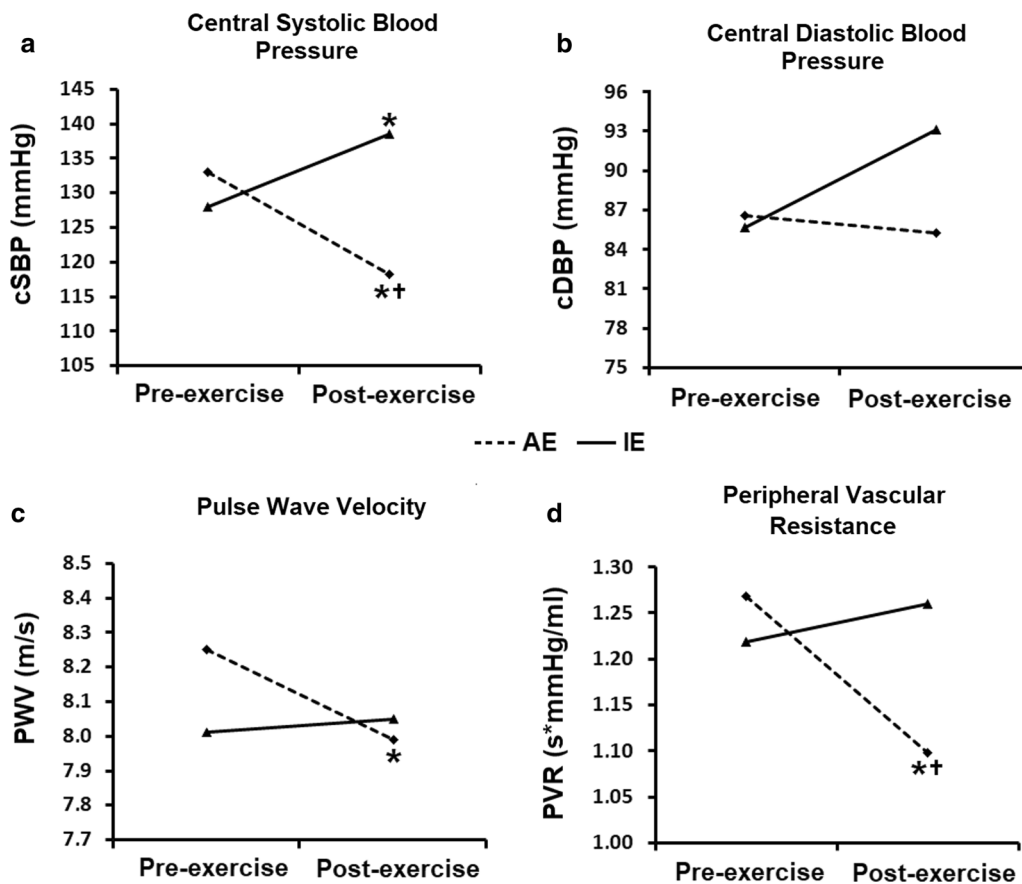 a
Central Systolic Blood
Pressure
cSBP (mmHg)
145
140
135
130
125
120
115
110
105
*
*†
Pre-exercise Post-exercise
b
Central Diastolic Blood
Pressure
cDBP (mmHg)
96
93
90
87
84
81
78
75
Pre-exercise Post-exercise
AE IE
c
Pulse Wave Velocity
PWV (m/s)
8.5
8.4
8.3
8.2
8.1
8.0
7.9
7.8
7.7
*
Pre-exercise Post-exercise
d
Peripheral Vascular
Resistance
PVR (s*mmHg/ml)
1.30
1.25
1.20
1.15
1.10
1.05
1.00
*†
Pre-exercise Post-exercise